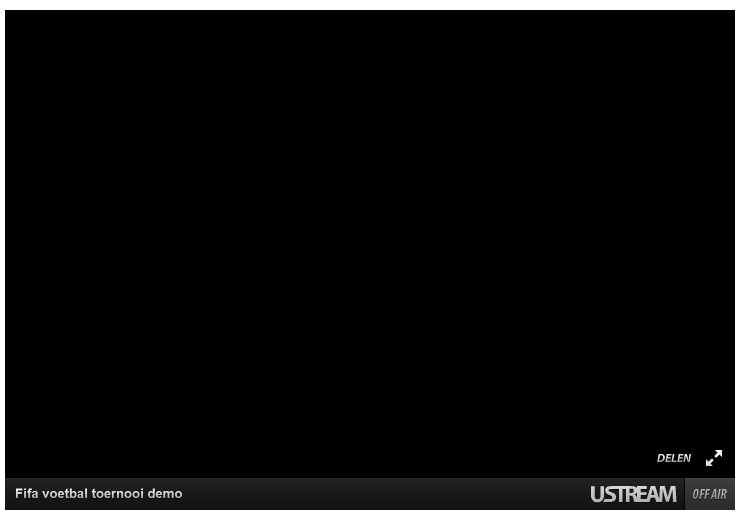 DELEN
Fifa voetbal toernooi demo
USTREAM
OFF AIR